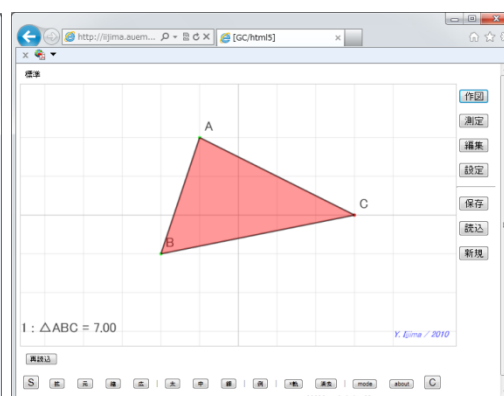 http://iijima.auem...
[GC/html5]
標準
作図
測定
編集
設定
保存
読込
新規
A
B
C
1 : △ABC = 7.00
Y. Iijima / 2010
再読込
S
mode
about
C